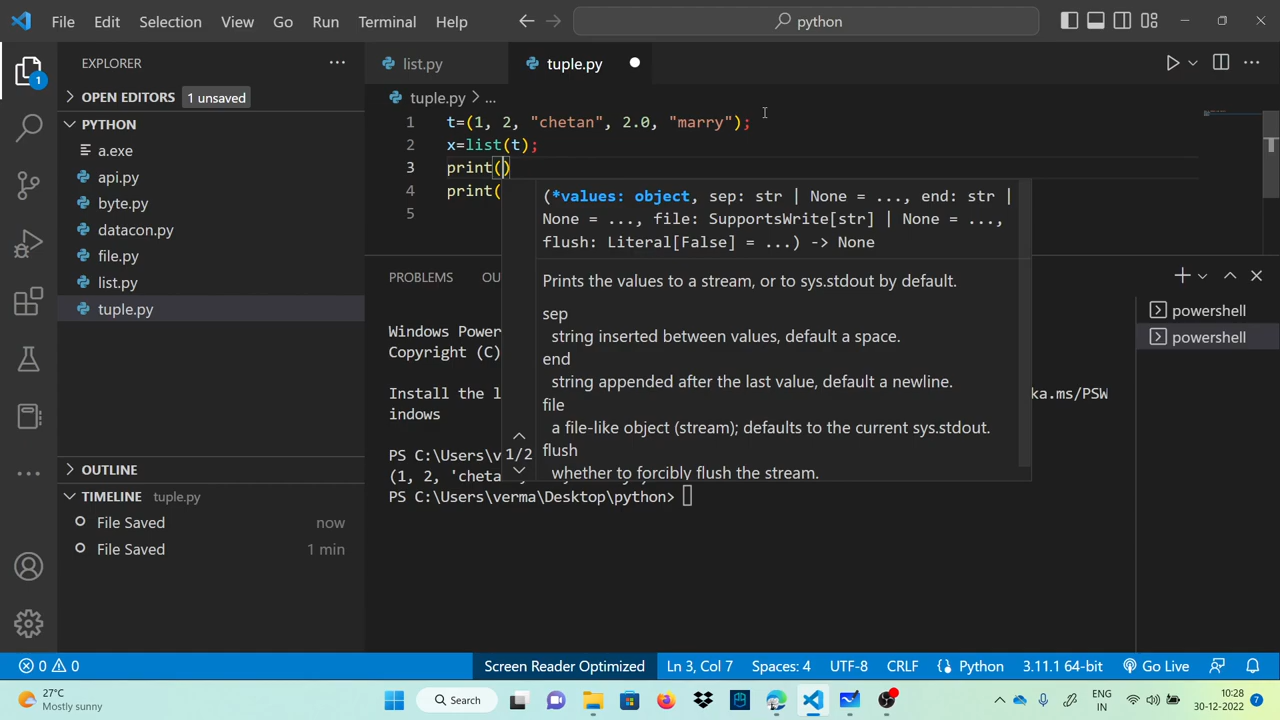 File Edit Selection View Go Run Terminal Help
python
EXPLORER
OPEN EDITORS 1 unsaved
PYTHON
a.exe
api.py
byte.py
datacon.py
file.py
list.py
tuple.py
OUTLINE
TIMELINE tuple.py
File Saved now
File Saved 1 min
1
list.py tuple.py
tuple.py > ...
1 t=(1, 2, "chetan", 2.0, "marry");
2 x=list(t);
3 print()
4 print(
5
(*values: object, sep: str | None = ..., end: str |
None = ..., file: SupportsWrite[str] | None = ...,
flush: Literal[False] = ...) -> None
Prints the values to a stream, or to sys.stdout by default.
sep
string inserted between values, default a space.
end
string appended after the last value, default a newline.
file
a file-like object (stream); defaults to the current sys.stdout.
flush
whether to forcibly flush the stream.
1/2
PROBLEMS OU
Windows Power
Copyright (C)
Install the l ka.ms/PSW
indows
PS C:\Users\v
(1, 2, 'cheta
PS C:\Users\verma\Desktop\python>
powershell
powershell
0 0 Screen Reader Optimized Ln 3, Col 7 Spaces: 4 UTF-8 CRLF Python 3.11.1 64-bit Go Live
27°C
Mostly sunny
Search
ENG
IN
10:28
30-12-2022
7